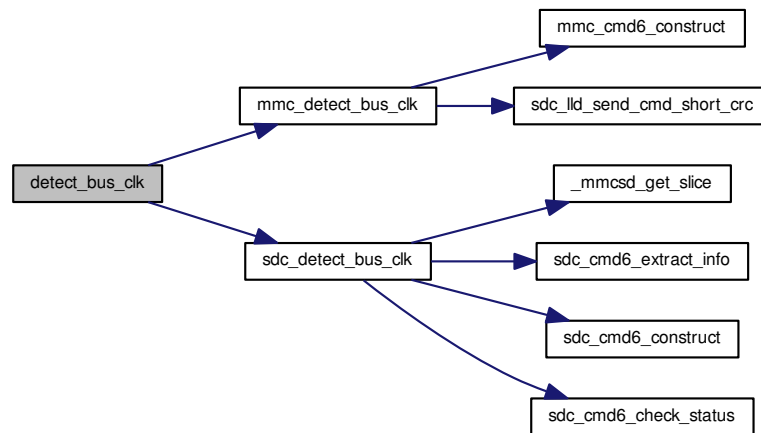 mmc_cmd6_construct
mmc_detect_bus_clk
sdc_lld_send_cmd_short_crc
detect_bus_clk
_mmcsd_get_slice
sdc_detect_bus_clk
sdc_cmd6_extract_info
sdc_cmd6_construct
sdc_cmd6_check_status